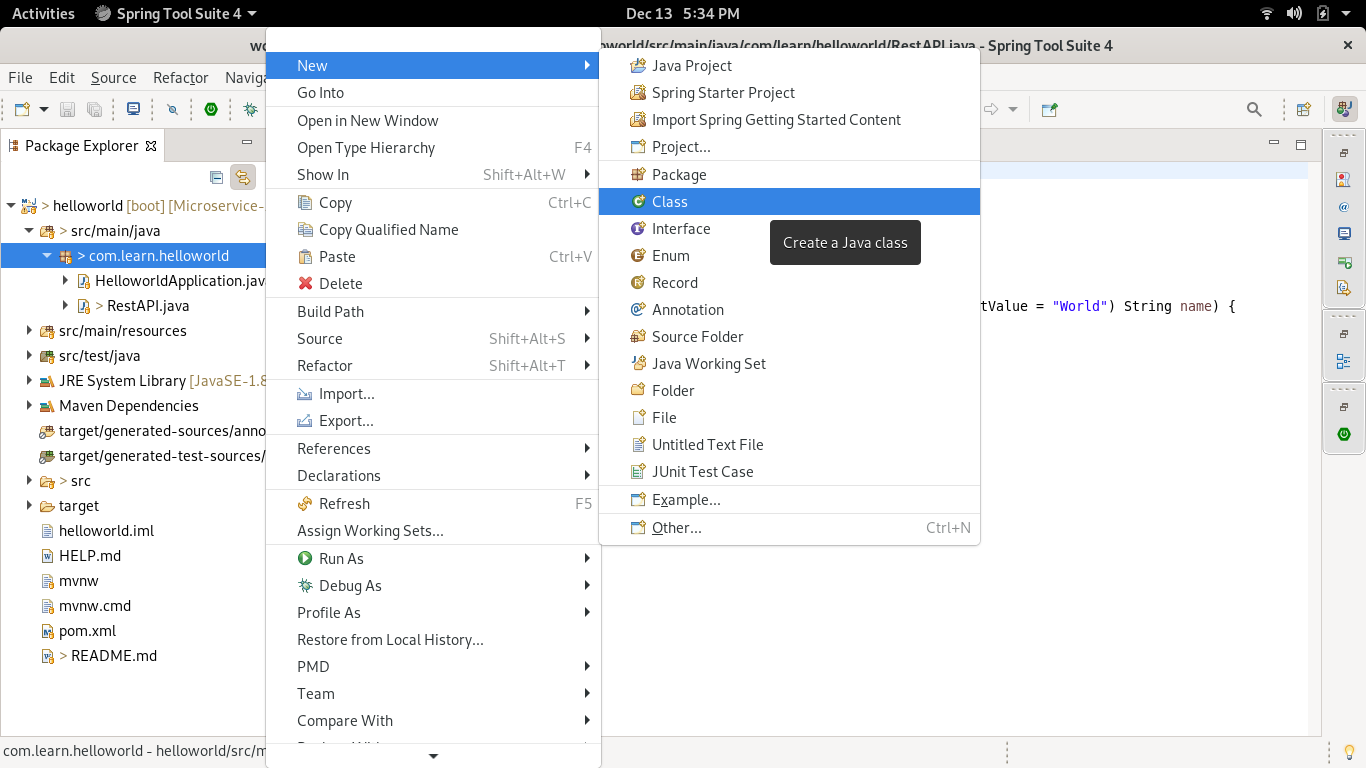 Activities
Spring Tool Suite 4
Dec 13 5:34 PM
elloworld/src/main/java/com/learn/helloworld/RestAPI.java - Spring Tool Suite 4
File Edit Source Refactor Navig
Package Explorer
> helloworld [boot] [Microservice-
> src/main/java
> com.learn.helloworld
HelloworldApplication.jav
> RestAPI.java
src/main/resources
src/test/java
JRE System Library [JavaSE-1.8
Maven Dependencies
target/generated-sources/anno
target/generated-test-sources/
> src
target
helloworld.iml
HELP.md
mvnw
mvnw.cmd
pom.xml
> README.md
com.learn.helloworld - helloworld/src/m
New
Go Into
Open in New Window
Open Type Hierarchy F4
Show In Shift+Alt+W
Copy Ctrl+C
Copy Qualified Name
Paste Ctrl+V
Delete
Build Path
Source Shift+Alt+S
Refactor Shift+Alt+T
Import...
Export...
References
Declarations
Refresh F5
Assign Working Sets...
Run As
Debug As
Profile As
Restore from Local History...
PMD
Team
Compare With
Java Project
Spring Starter Project
Import Spring Getting Started Content
Project...
Package
Class
Interface
Enum
Record
Annotation
Source Folder
Java Working Set
Folder
File
Untitled Text File
JUnit Test Case
Example...
Other... Ctrl+N
Create a Java class
tValue = "World") String name) {